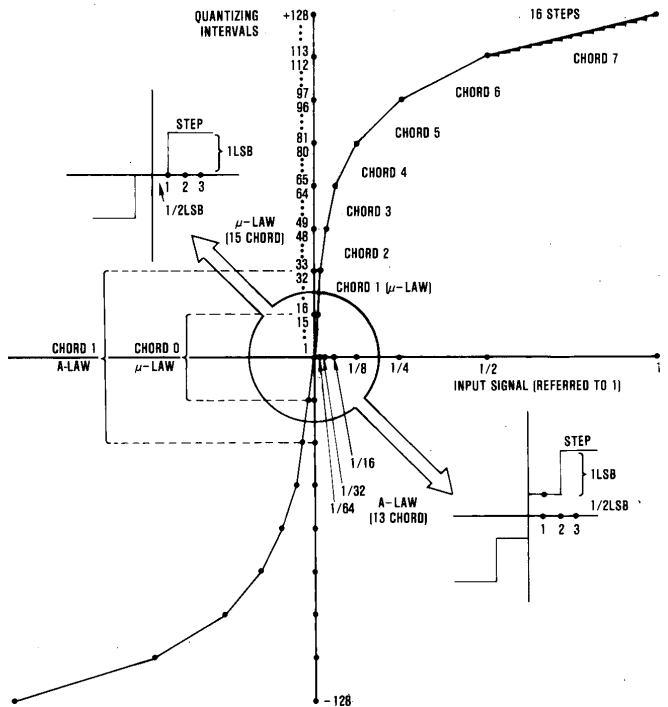 QUANTIZING
INTERVALS
+128
16 STEPS
113
112
CHORD 7
CHORD 6
97
96
CHORD 5
81
80
CHORD 4
65
64
CHORD 3
49
48
CHORD 2
33
32
CHORD 1 (μ-LAW)
16
15
1
STEP
1LSB
1 2 3
1/2LSB
μ-LAW
(15 CHORD)
CHORD 1
A-LAW
CHORD 0
μ-LAW
1/8 1/4 1/2 1
INPUT SIGNAL (REFERRED TO 1)
1/16
1/32
1/64
A-LAW
(13 CHORD)
STEP
1LSB
1/2LSB
1 2 3
-128